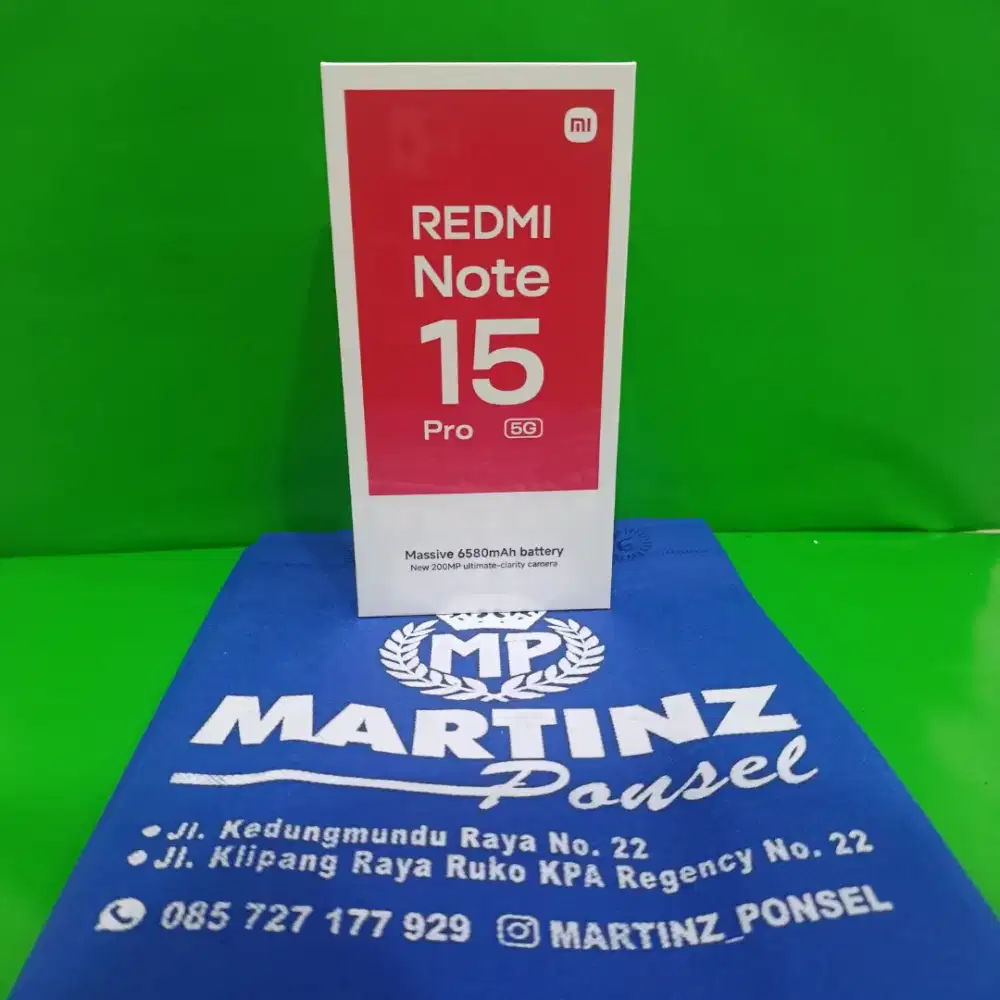 mi
REDMI
Note
15
Pro 5G
Massive 6580mAh battery
New 200MP ultimate-clarity camera
MP
MARTINZ
Ponsel
Jl. Kedungmundu Raya No. 22
Jl. Klipang Raya Ruko KPA Regency No. 22
085 727 177 929 MARTINZ_PONSEL